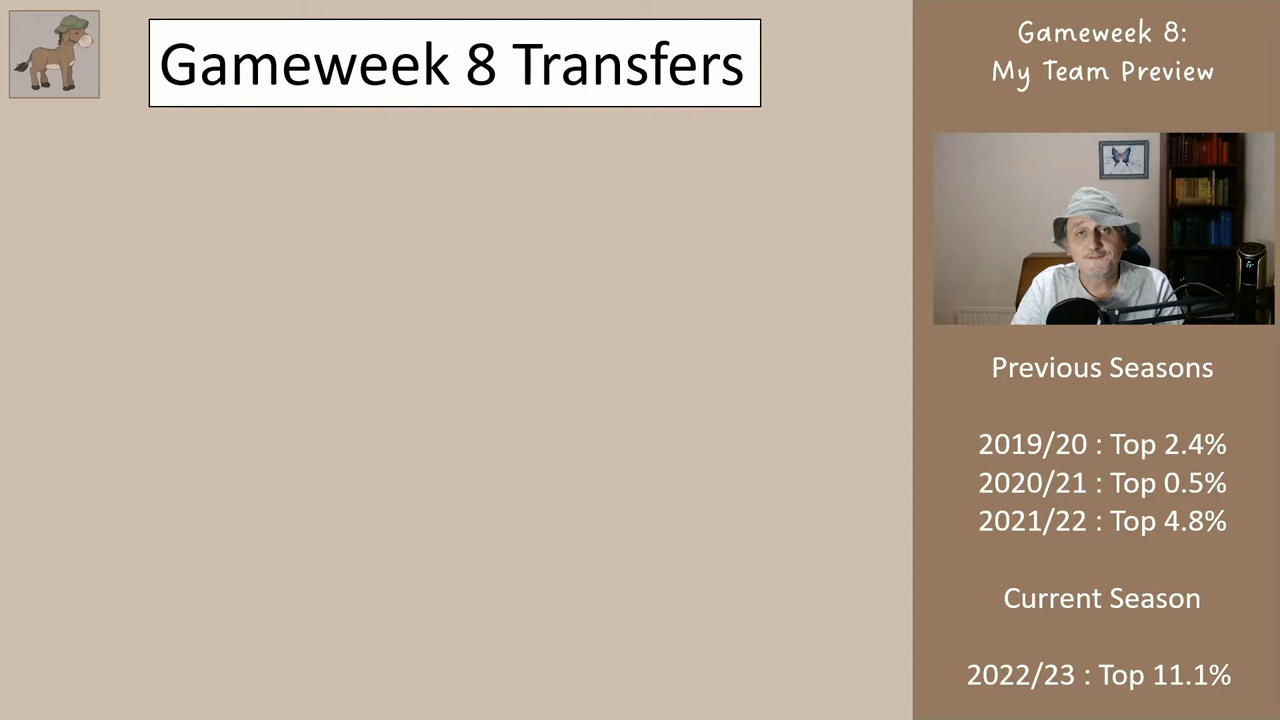 Gameweek 8 Transfers
Gameweek 8:
My Team Preview
Previous Seasons
2019/20 : Top 2.4%
2020/21 : Top 0.5%
2021/22 : Top 4.8%
Current Season
2022/23 : Top 11.1%